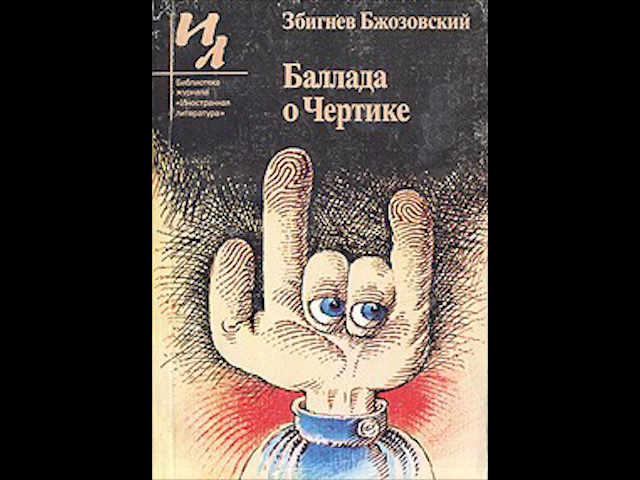 ИЛ
Библиотека
журнала
«Иностранная
литература»
Збигнев Бжозовский
Баллада
о Чертике